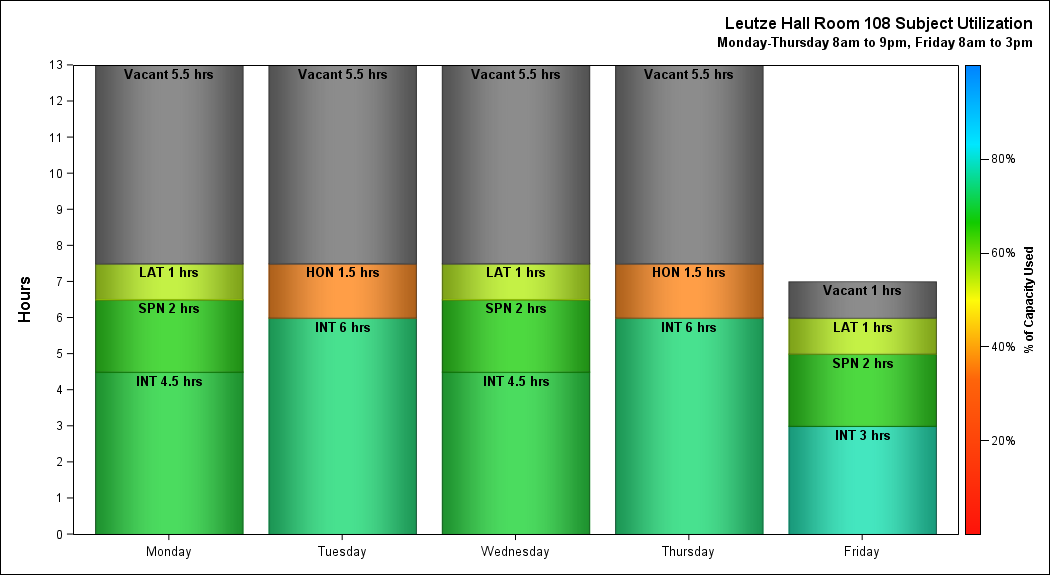 Leutze Hall Room 108 Subject Utilization
Monday-Thursday 8am to 9pm, Friday 8am to 3pm
Hours
13
12
11
10
9
8
7
6
5
4
3
2
1
0
Vacant 5.5 hrs
LAT 1 hrs
SPN 2 hrs
INT 4.5 hrs
Monday
Vacant 5.5 hrs
HON 1.5 hrs
INT 6 hrs
Tuesday
Vacant 5.5 hrs
LAT 1 hrs
SPN 2 hrs
INT 4.5 hrs
Wednesday
Vacant 5.5 hrs
HON 1.5 hrs
INT 6 hrs
Thursday
Vacant 1 hrs
LAT 1 hrs
SPN 2 hrs
INT 3 hrs
Friday
80%
60%
40%
20%
% of Capacity Used